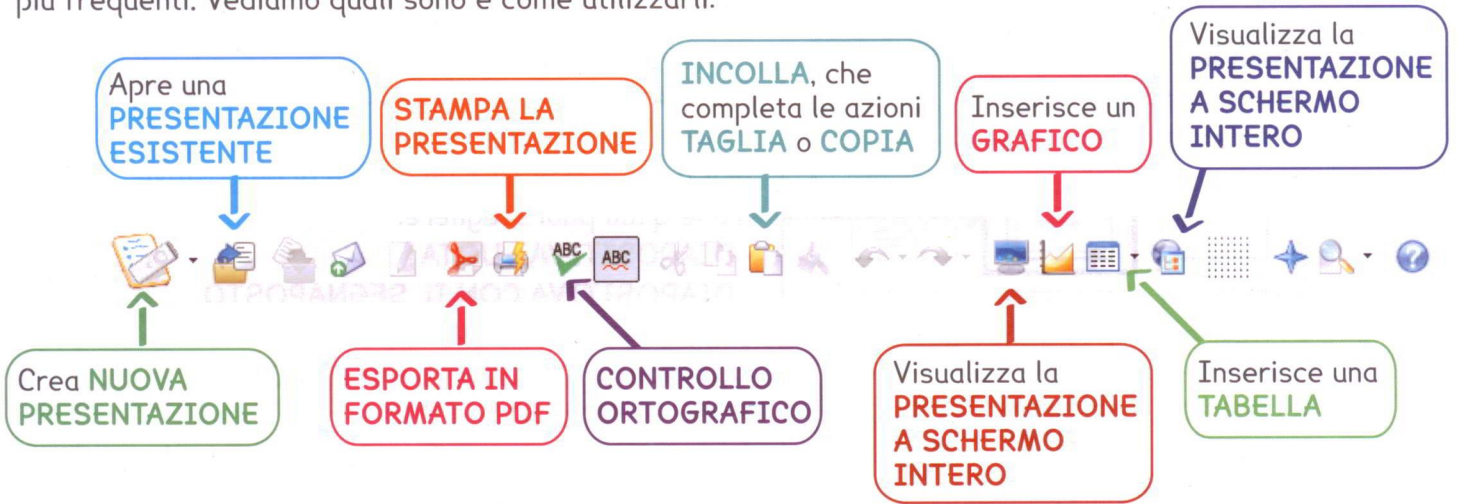 più frequenti. Vediamo quali sono e come utilizzarli.
Apre una
PRESENTAZIONE
ESISTENTE
STAMPA LA
PRESENTAZIONE
INCOLLA, che
completa le azioni
TAGLIA o COPIA
Inserisce un
GRAFICO
Visualizza la
PRESENTAZIONE
A SCHERMO
INTERO
ABC
ABC
Crea NUOVA
PRESENTAZIONE
ESPORTA IN
FORMATO PDF
CONTROLLO
ORTOGRAFICO
Visualizza la
PRESENTAZIONE
A SCHERMO
INTERO
Inserisce una
TABELLA